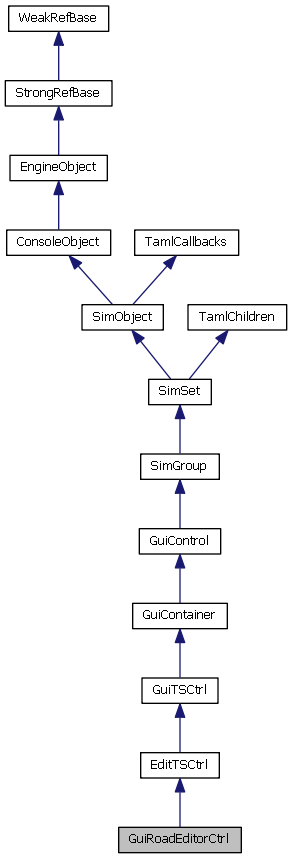 WeakRefBase
StrongRefBase
EngineObject
ConsoleObject
TamlCallbacks
SimObject
TamlChildren
SimSet
SimGroup
GuiControl
GuiContainer
GuiTSCtrl
EditTSCtrl
GuiRoadEditorCtrl